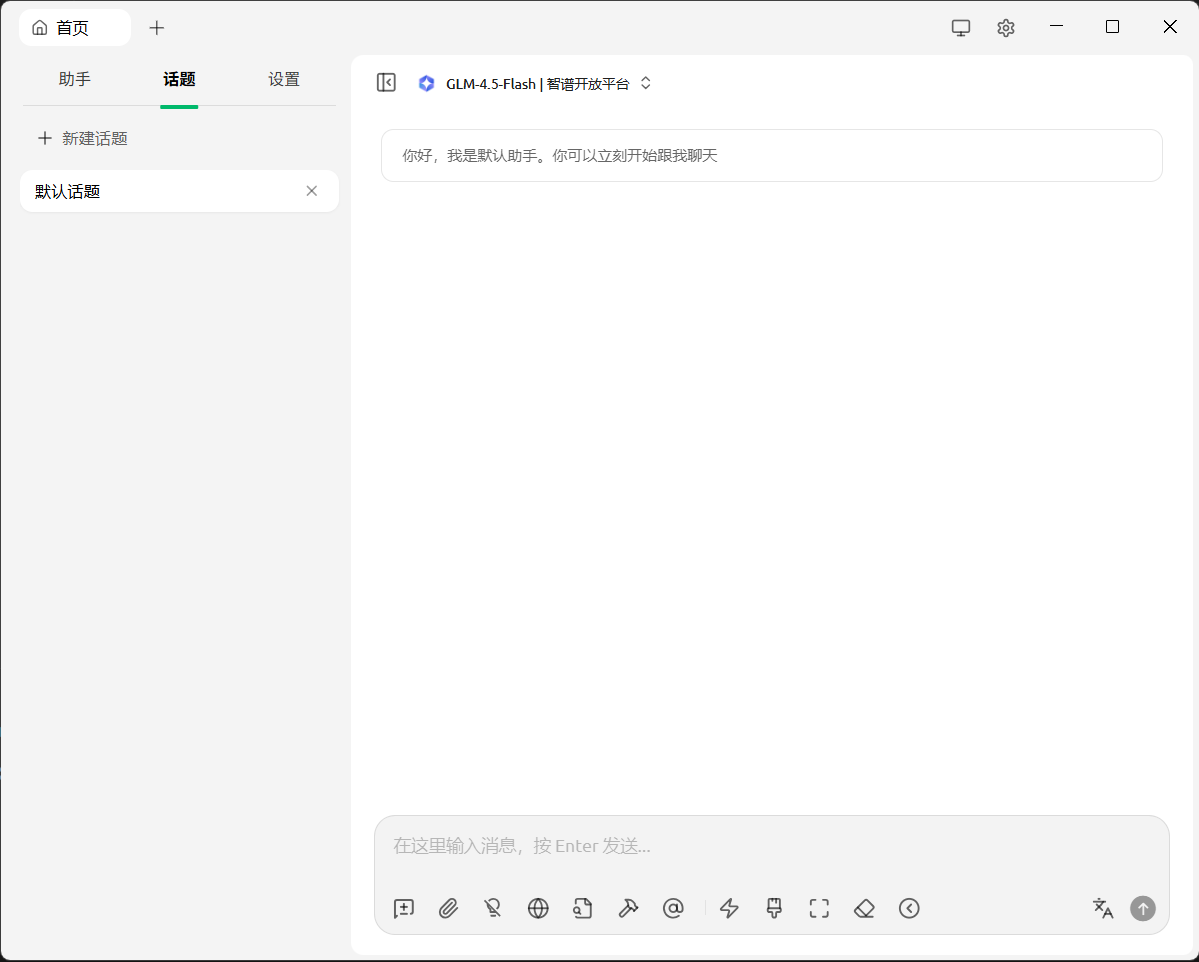 首页
助手 话题 设置
新建话题
默认话题
GLM-4.5-Flash | 智谱开放平台
你好，我是默认助手。你可以立刻开始跟我聊天
在这里输入消息，按 Enter 发送...